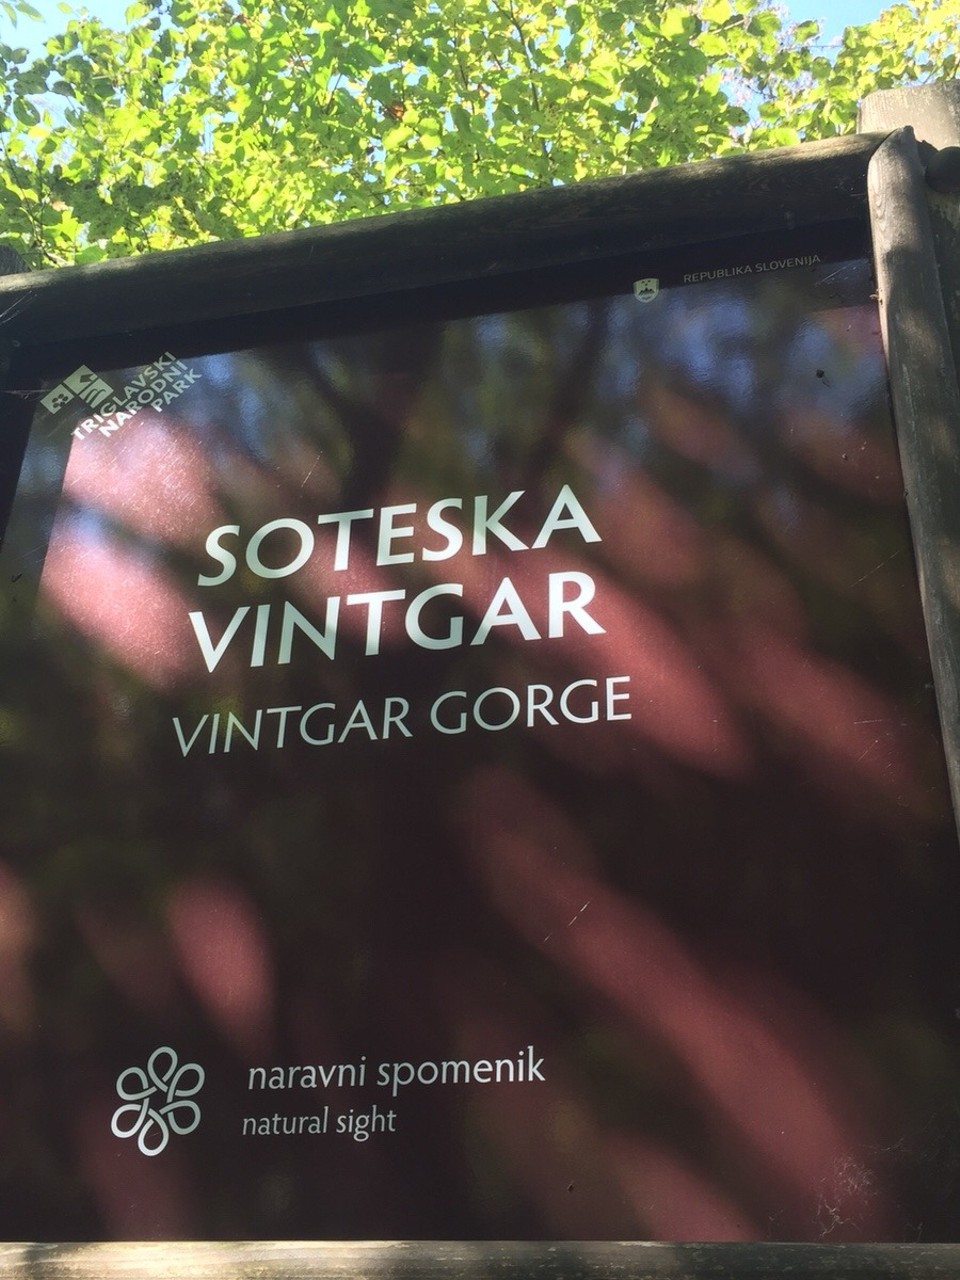 REPUBLIKA SLOVENIJA
TRIGLAVSKI
NARODNI
PARK
SOTESKA
VINTGAR
VINTGAR GORGE
naravni spomenik
natural sight